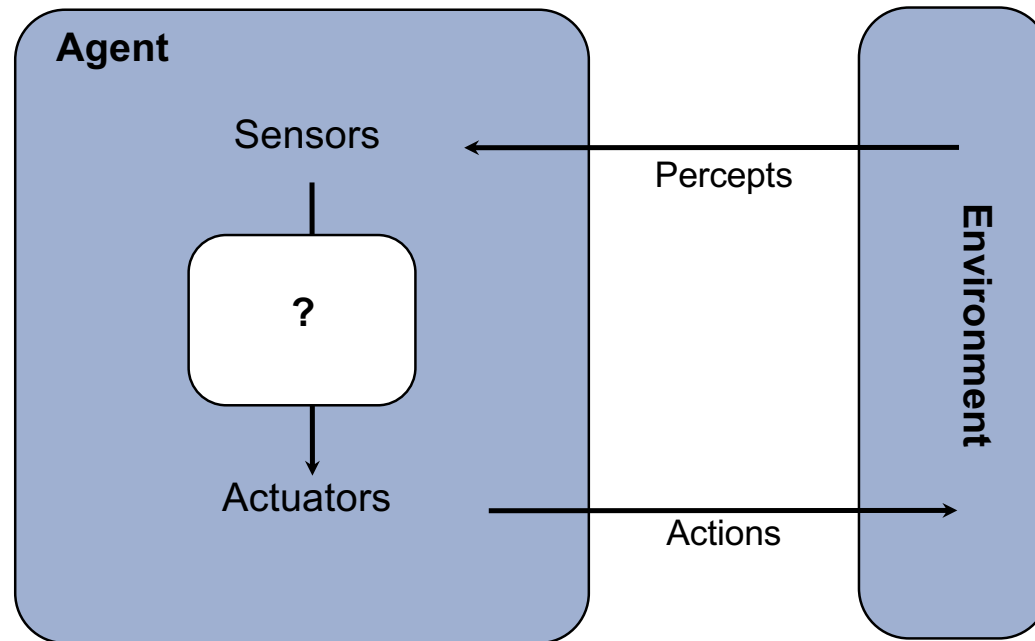 Agent
Sensors
Percepts
?
Environment
Actuators
Actions